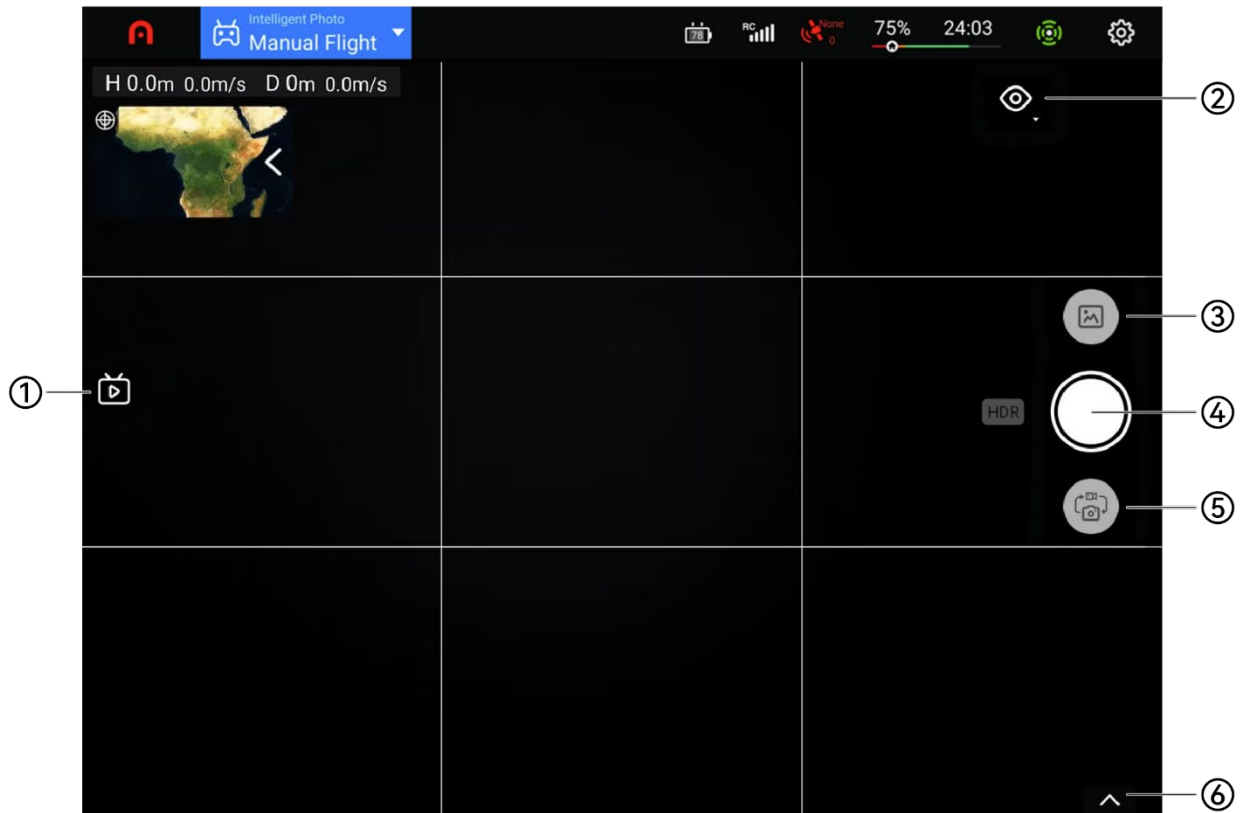 Intelligent Photo
Manual Flight
78
RC
None
0
75%
24:03
H 0.0m 0.0m/s D 0m 0.0m/s
②
③
①
HDR
④
⑤
⑥